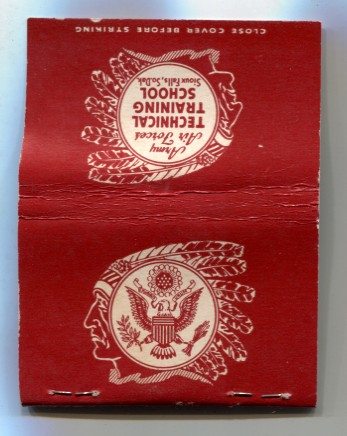 CLOSE COVER BEFORE STRIKING
Army
Air Forces
TECHNICAL
TRAINING
SCHOOL
Sioux Falls, So.Dak.